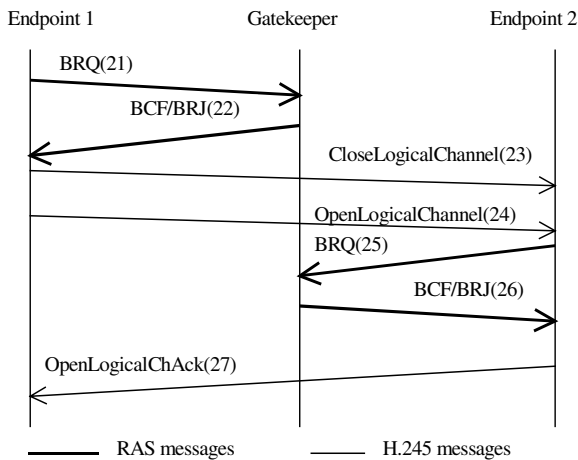 Endpoint 1 Gatekeeper Endpoint 2
BRQ(21)
BCF/BRJ(22)
CloseLogicalChannel(23)
OpenLogicalChannel(24)
BRQ(25)
BCF/BRJ(26)
OpenLogicalChAck(27)
RAS messages H.245 messages